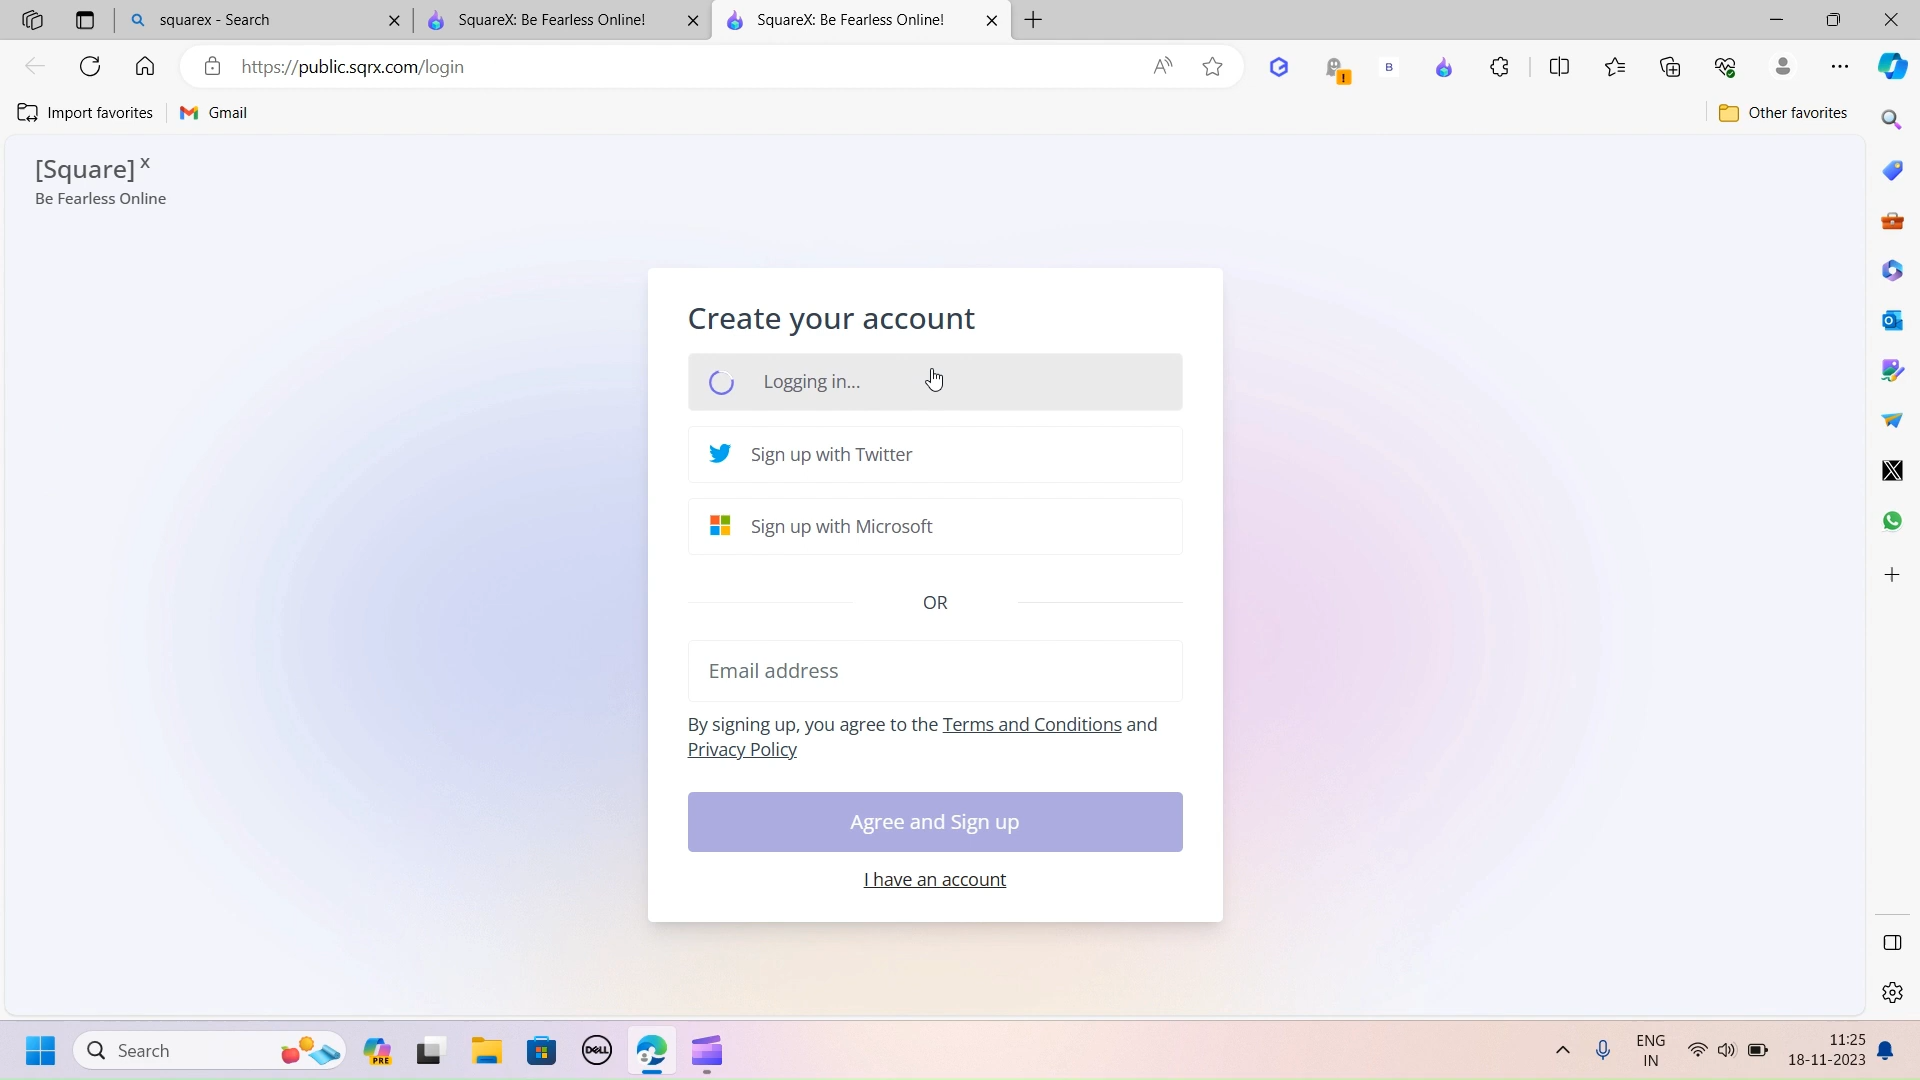 squarex - Search
SquareX: Be Fearless Online!
SquareX: Be Fearless Online!
https://public.sqrx.com/login
Import favorites
Gmail
Other favorites
[Square] x
Be Fearless Online
Create your account
Logging in...
Sign up with Twitter
Sign up with Microsoft
OR
Email address
By signing up, you agree to the Terms and Conditions and
Privacy Policy
Agree and Sign up
I have an account
Search
PRE
DELL
ENG
IN
11:25
18-11-2023